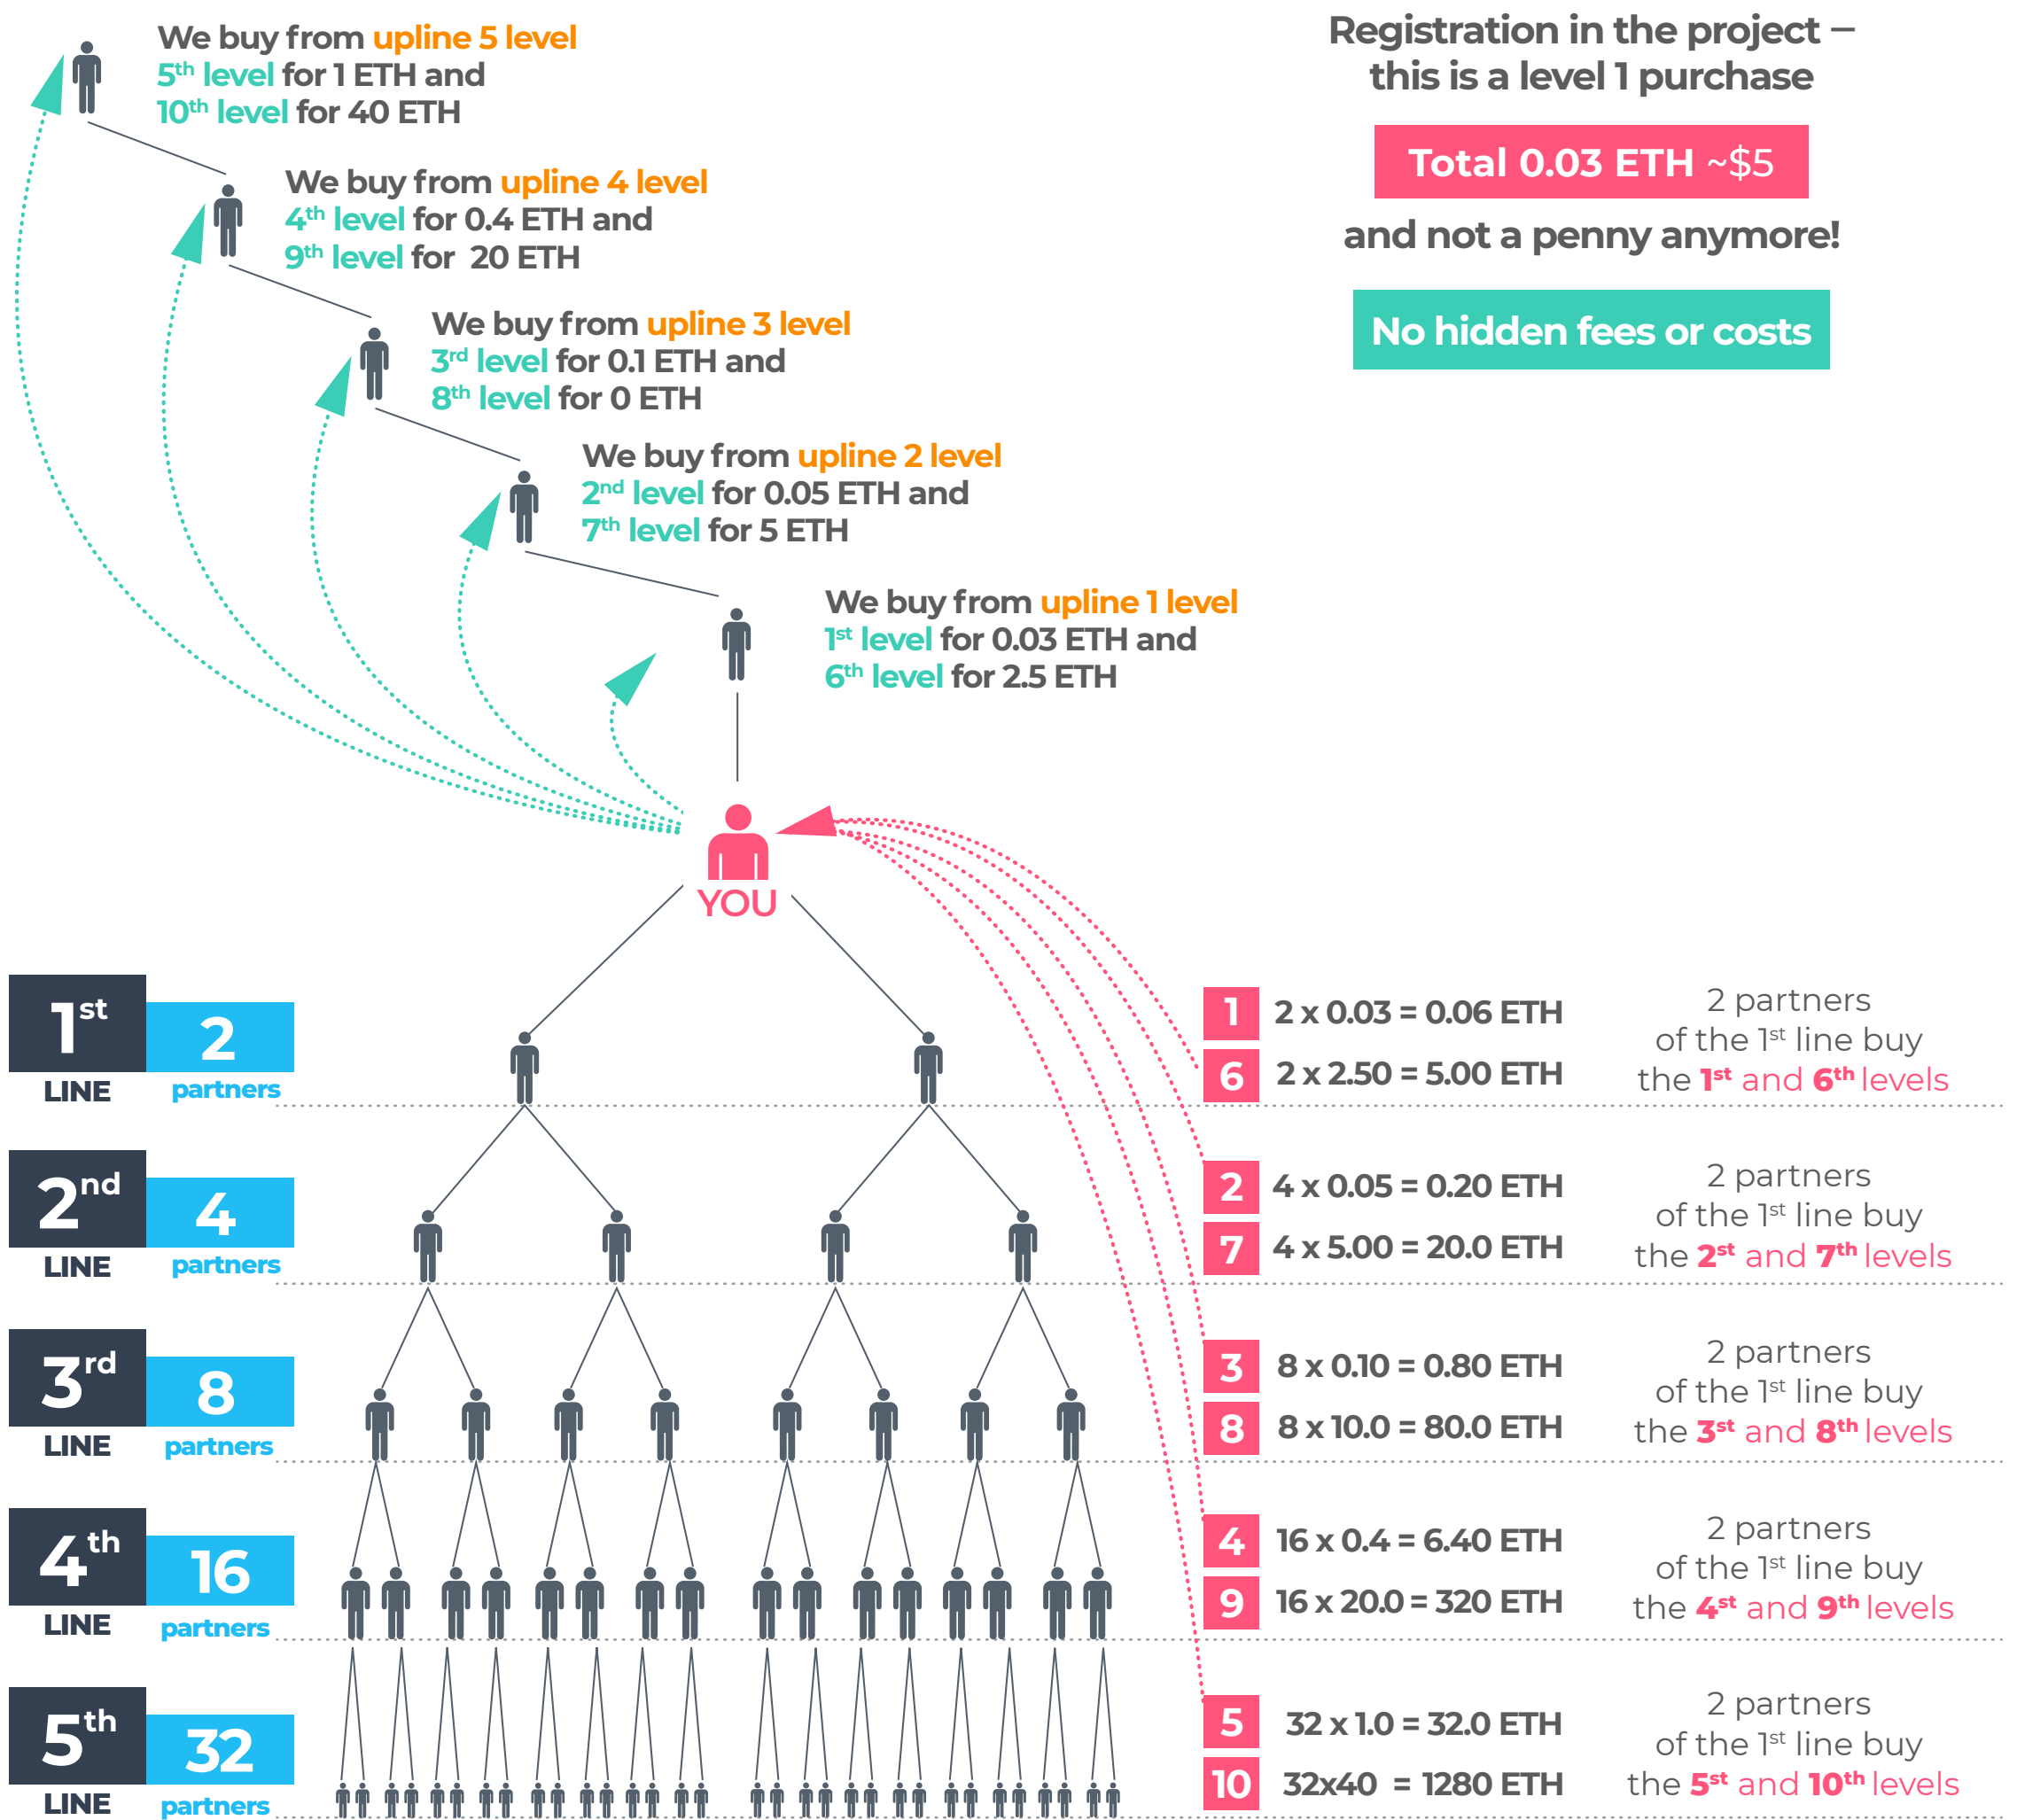 We buy from upline 5 level
5th level for 1 ETH and
10th level for 40 ETH
Registration in the project –
this is a level 1 purchase
Total 0.03 ETH ~$5
and not a penny anymore!
No hidden fees or costs
We buy from upline 4 level
4th level for 0.4 ETH and
9th level for 20 ETH
We buy from upline 3 level
3rd level for 0.1 ETH and
8th level for 0 ETH
We buy from upline 2 level
2nd level for 0.05 ETH and
7th level for 5 ETH
We buy from upline 1 level
1st level for 0.03 ETH and
6th level for 2.5 ETH
YOU
1st
LINE
2
partners
1 2 x 0.03 = 0.06 ETH
6 2 x 2.50 = 5.00 ETH
2 partners
of the 1st line buy
the 1st and 6th levels
2nd
LINE
4
partners
2 4 x 0.05 = 0.20 ETH
7 4 x 5.00 = 20.0 ETH
2 partners
of the 1st line buy
the 2st and 7th levels
3rd
LINE
8
partners
3 8 x 0.10 = 0.80 ETH
8 8 x 10.0 = 80.0 ETH
2 partners
of the 1st line buy
the 3st and 8th levels
4th
LINE
16
partners
4 16 x 0.4 = 6.40 ETH
9 16 x 20.0 = 320 ETH
2 partners
of the 1st line buy
the 4st and 9th levels
5th
LINE
32
partners
5 32 x 1.0 = 32.0 ETH
10 32x40 = 1280 ETH
2 partners
of the 1st line buy
the 5st and 10th levels